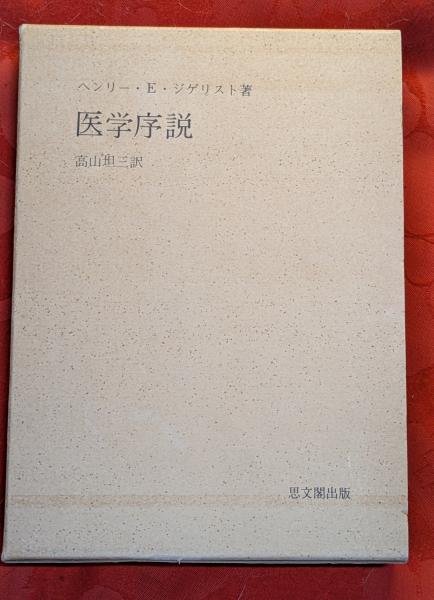 ヘンリー・E・ジゲリスト著
医学序説
高山坦三訳
思文閣出版